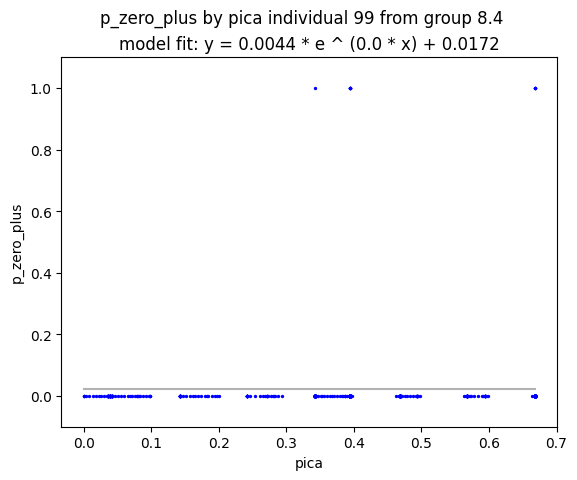 p_zero_plus by pica individual 99 from group 8.4
model fit: y = 0.0044 * e ^ (0.0 * x) + 0.0172
1.0
0.8
0.6
0.4
0.2
0.0
p_zero_plus
0.0 0.1 0.2 0.3 0.4 0.5 0.6 0.7
pica